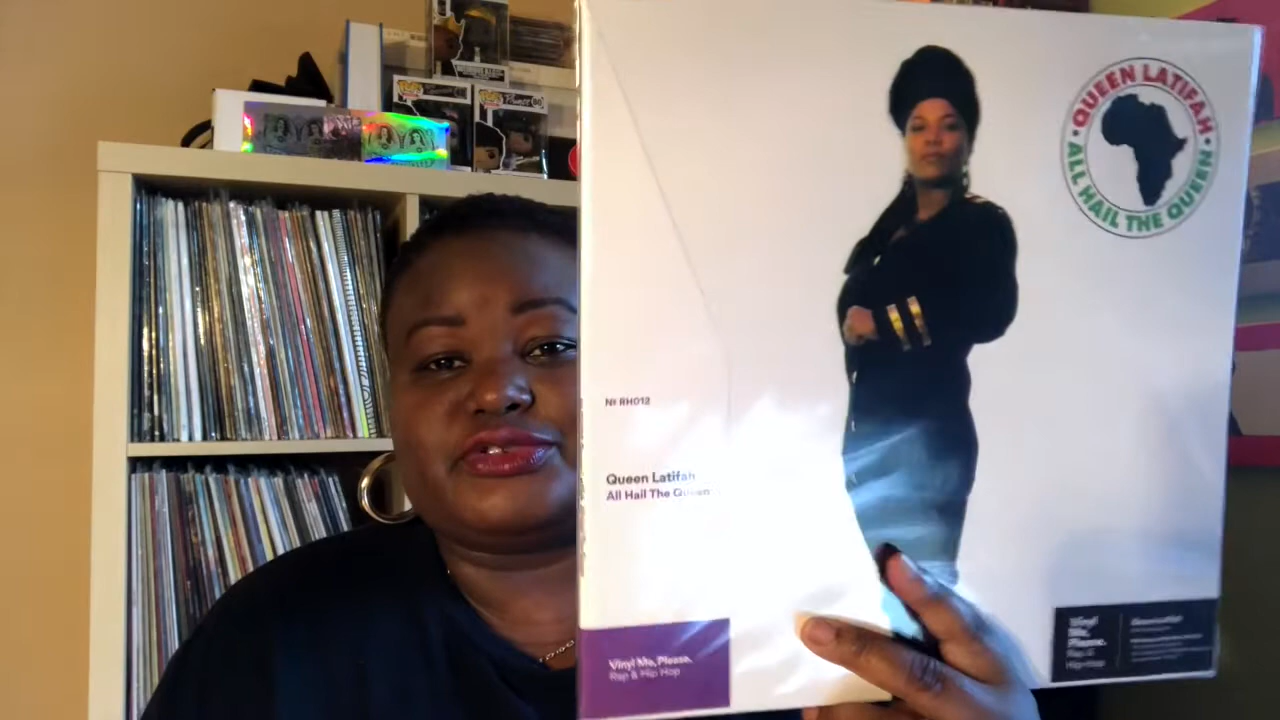 Prince
QUEEN LATIFAH
ALL HAIL THE QUEEN
Nº RH012
Queen Latifah
All Hail The Queen
Vinyl Me, Please.
Rap & Hip Hop
Vinyl
Me,
Please.
Rap &
Hip-Hop